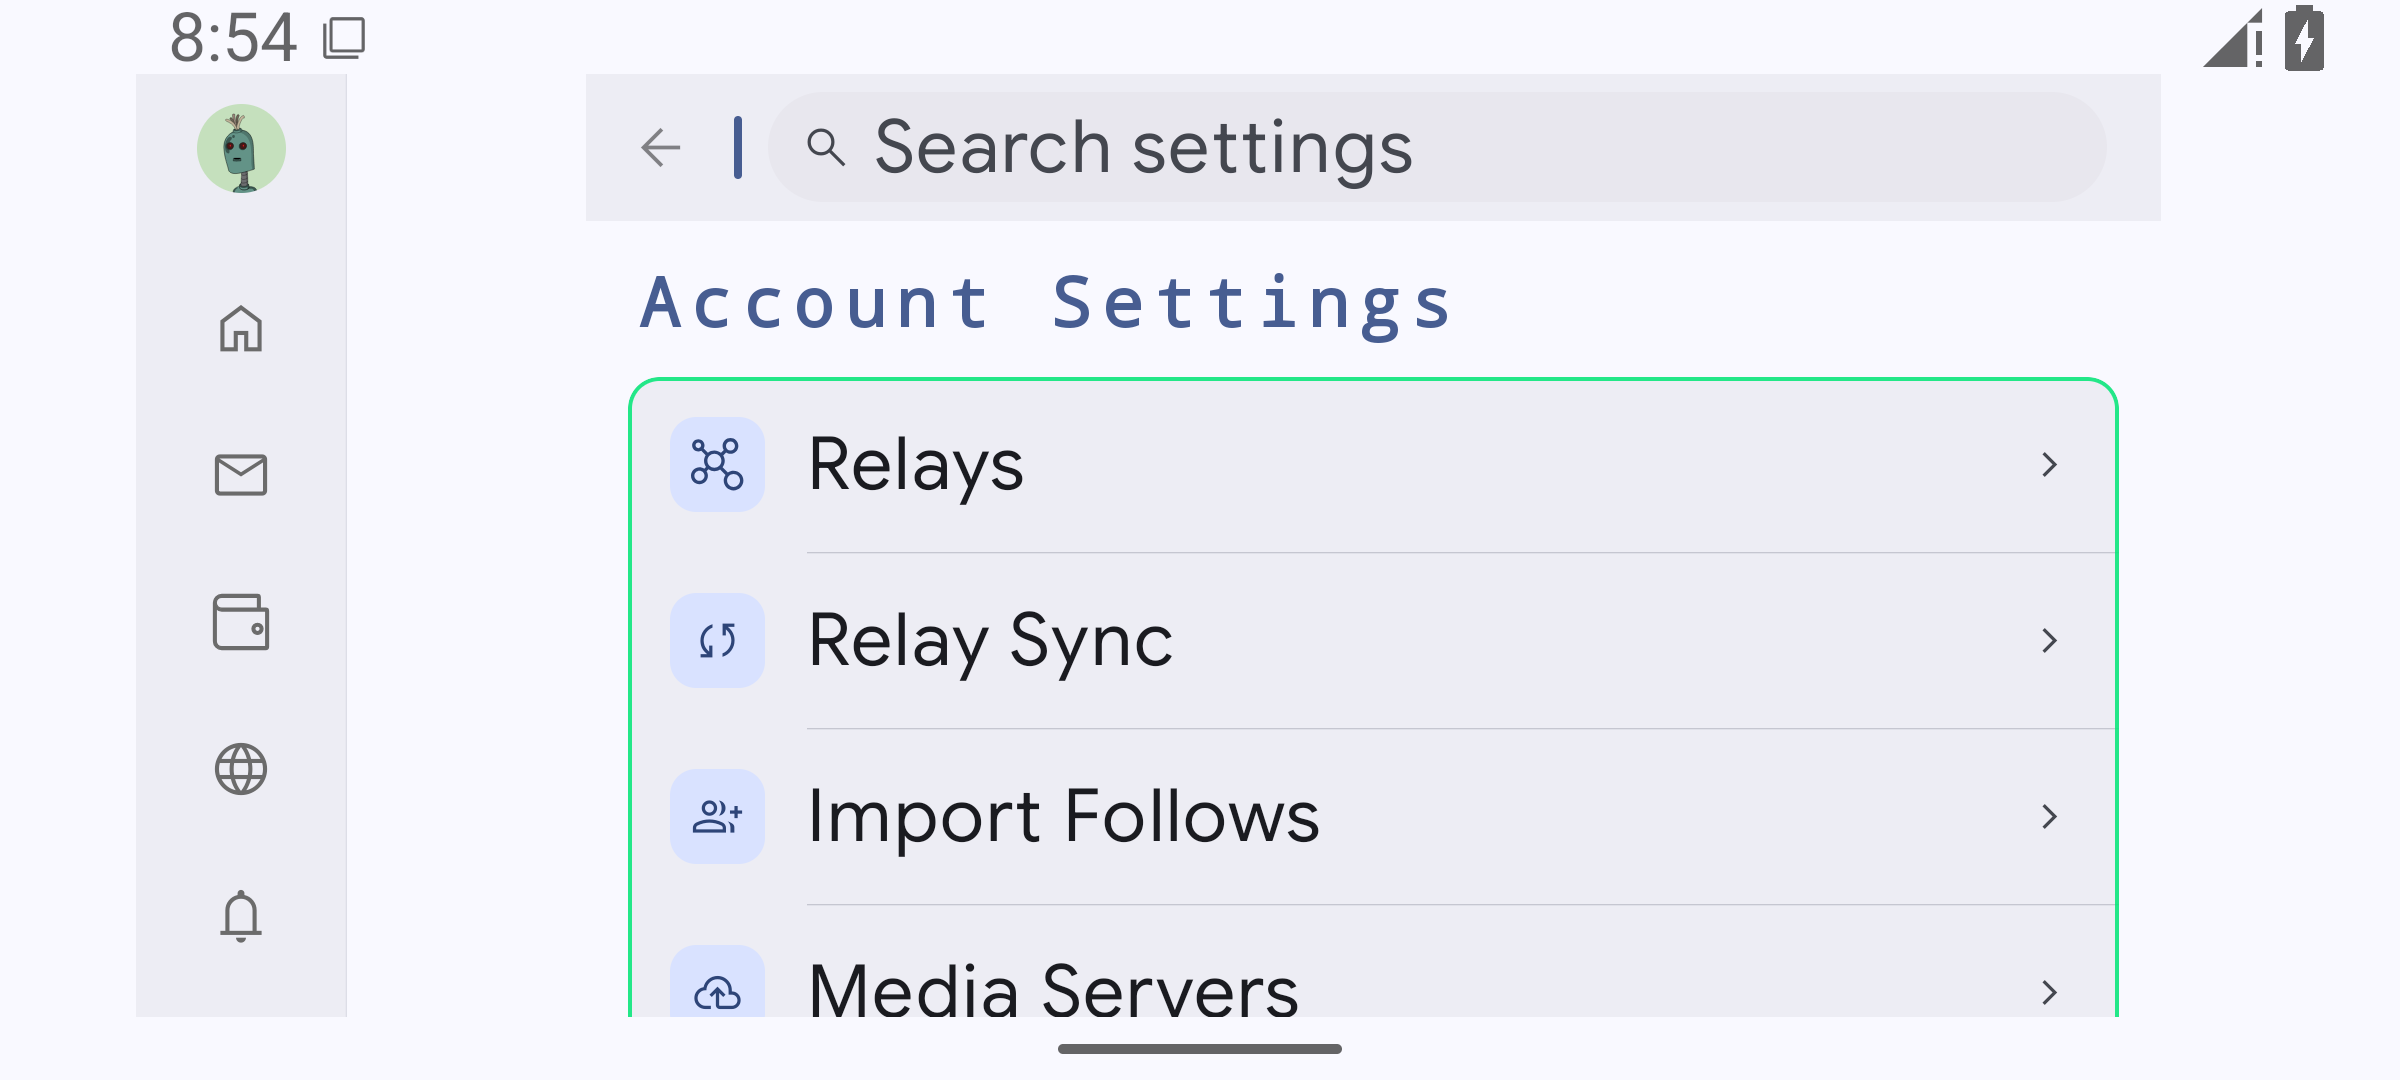 8:54
Search settings
Account Settings
Relays
Relay Sync
Import Follows
Media Servers